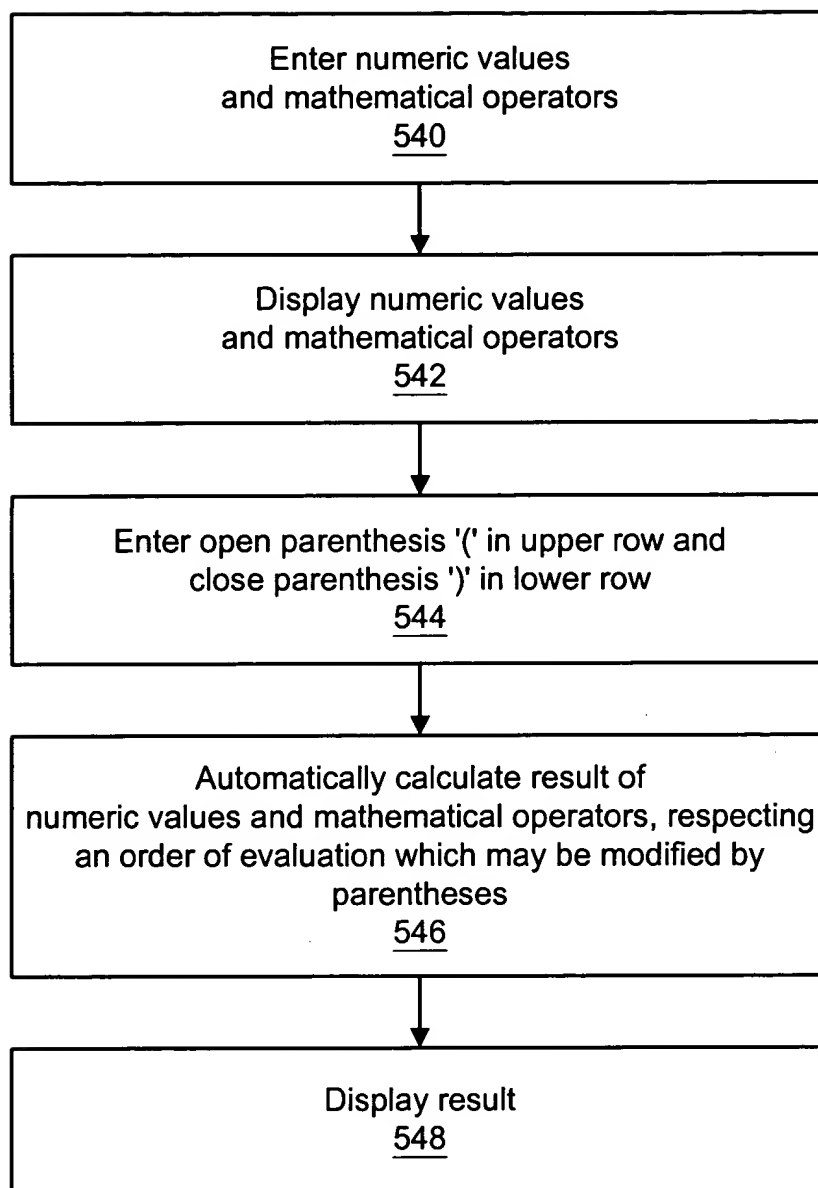 Enter numeric values
and mathematical operators
540
Display numeric values
and mathematical operators
542
Enter open parenthesis '(' in upper row and
close parenthesis ')' in lower row
544
Automatically calculate result of
numeric values and mathematical operators, respecting
an order of evaluation which may be modified by
parentheses
546
Display result
548